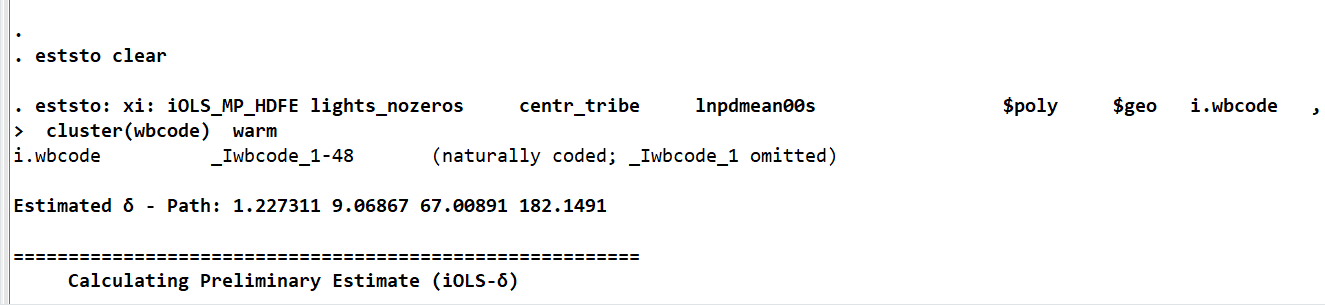 .
. eststo clear
. eststo: xi: iOLS_MP_HDFE lights_nozeros centr_tribe lnpdmean00s $poly $geo i.wbcode ,
> cluster(wbcode) warm
i.wbcode _Iwbcode_1-48 (naturally coded; _Iwbcode_1 omitted)
Estimated δ - Path: 1.227311 9.06867 67.00891 182.1491
=========================================================
Calculating Preliminary Estimate (iOLS-δ)